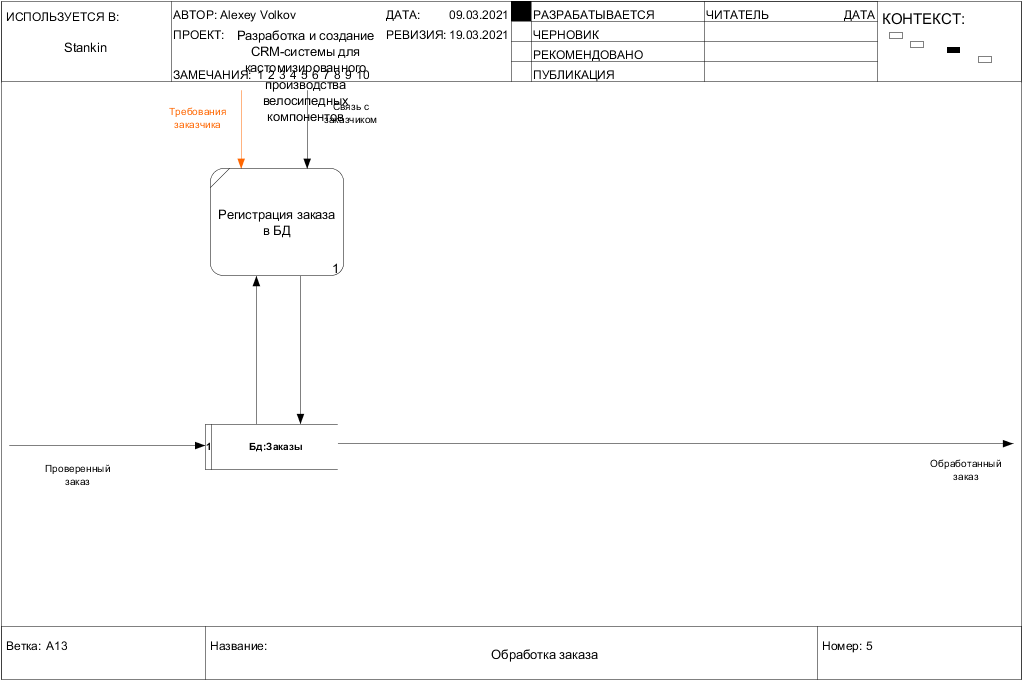 ИСПОЛЬЗУЕТСЯ В:
Stankin
АВТОР: Alexey Volkov
ДАТА: 09.03.2021
ПРОЕКТ:
Разработка и создание
CRM-системы для
кастомизированного
производства
велосипедных
компонентов
РЕВИЗИЯ: 19.03.2021
ЗАМЕЧАНИЯ: 1 2 3 4 5 6 7 8 9 10
РАЗРАБАТЫВАЕТСЯ
ЧЕРНОВИК
РЕКОМЕНДОВАНО
ПУБЛИКАЦИЯ
ЧИТАТЕЛЬ ДАТА
КОНТЕКСТ:
Требования
заказчика
Связь с
заказчиком
Регистрация заказа
в БД
1
1
Бд:Заказы
Проверенный
заказ
Обработанный
заказ
Ветка: A13
Название:
Обработка заказа
Номер: 5